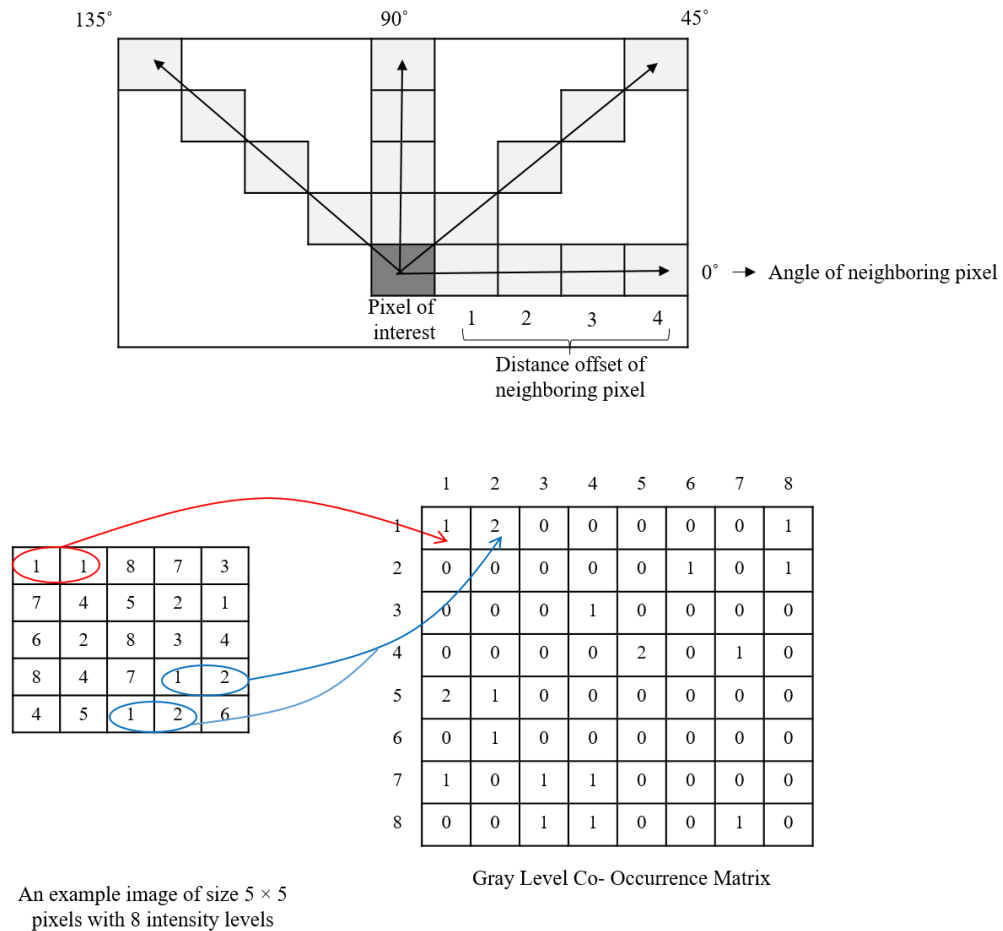 135˚ 90˚ 45˚
0˚ Angle of neighboring pixel
Pixel of
interest
1 2 3 4
Distance offset of
neighboring pixel
1 2 3 4 5 6 7 8
1 1 2 0 0 0 0 0 1
2 0 0 0 0 0 1 0 1
3 0 0 0 1 0 0 0 0
4 0 0 0 0 2 0 1 0
5 2 1 0 0 0 0 0 0
6 0 1 0 0 0 0 0 0
7 1 0 1 1 0 0 0 0
8 0 0 1 1 0 0 1 0
Gray Level Co- Occurrence Matrix
1 1 8 7 3
7 4 5 2 1
6 2 8 3 4
8 4 7 1 2
4 5 1 2 6
An example image of size 5 × 5
pixels with 8 intensity levels